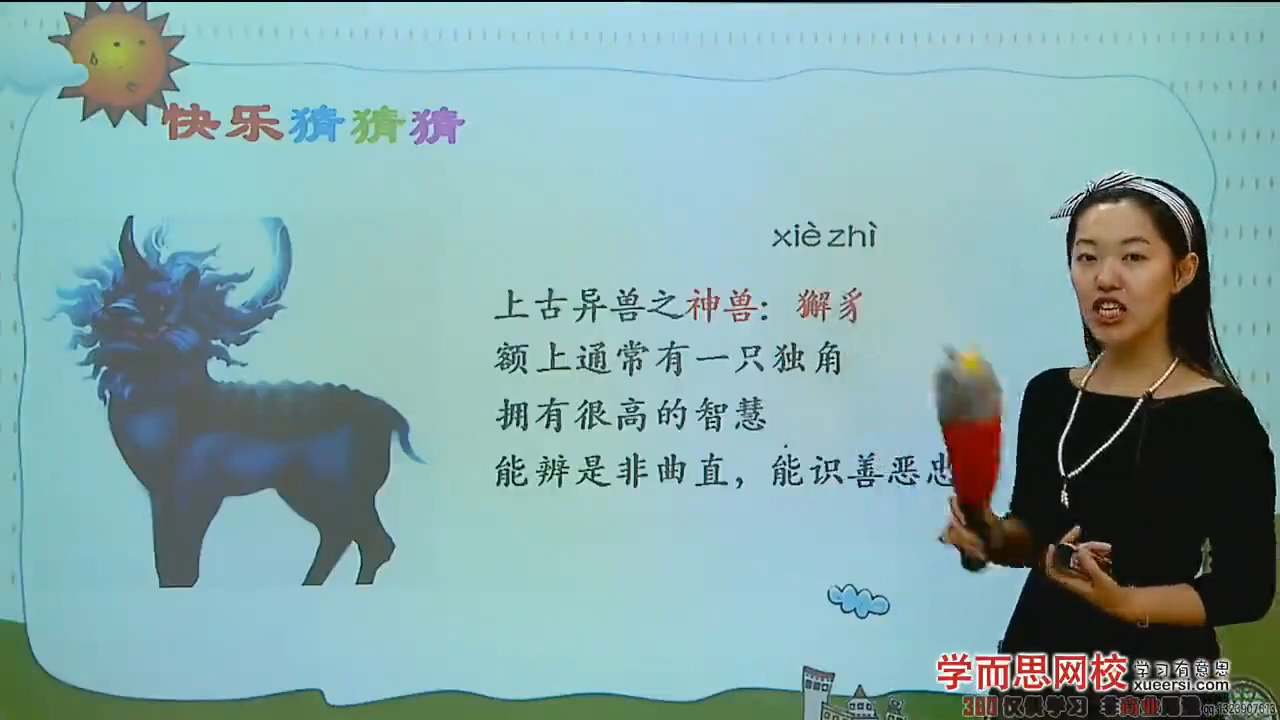 快乐猜猜猜
xiè zhì
上古异兽之神兽：獬豸
额上通常有一只独角
拥有很高的智慧
能辨是非曲直，能识善恶忠
学而思网校
学习有意思
xueersi.com
360
qq1323907613